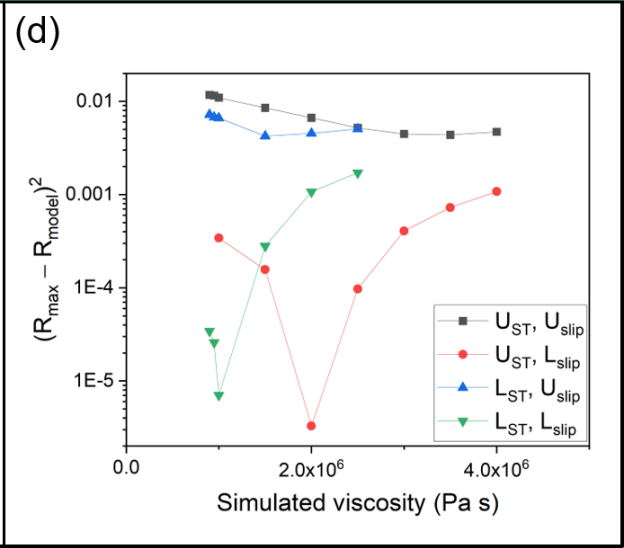 (d)
(R_max − R_model)²
0.01
0.001
1E-4
1E-5
0.0
2.0x10⁶
4.0x10⁶
Simulated viscosity (Pa s)
U_ST, U_slip
U_ST, L_slip
L_ST, U_slip
L_ST, L_slip